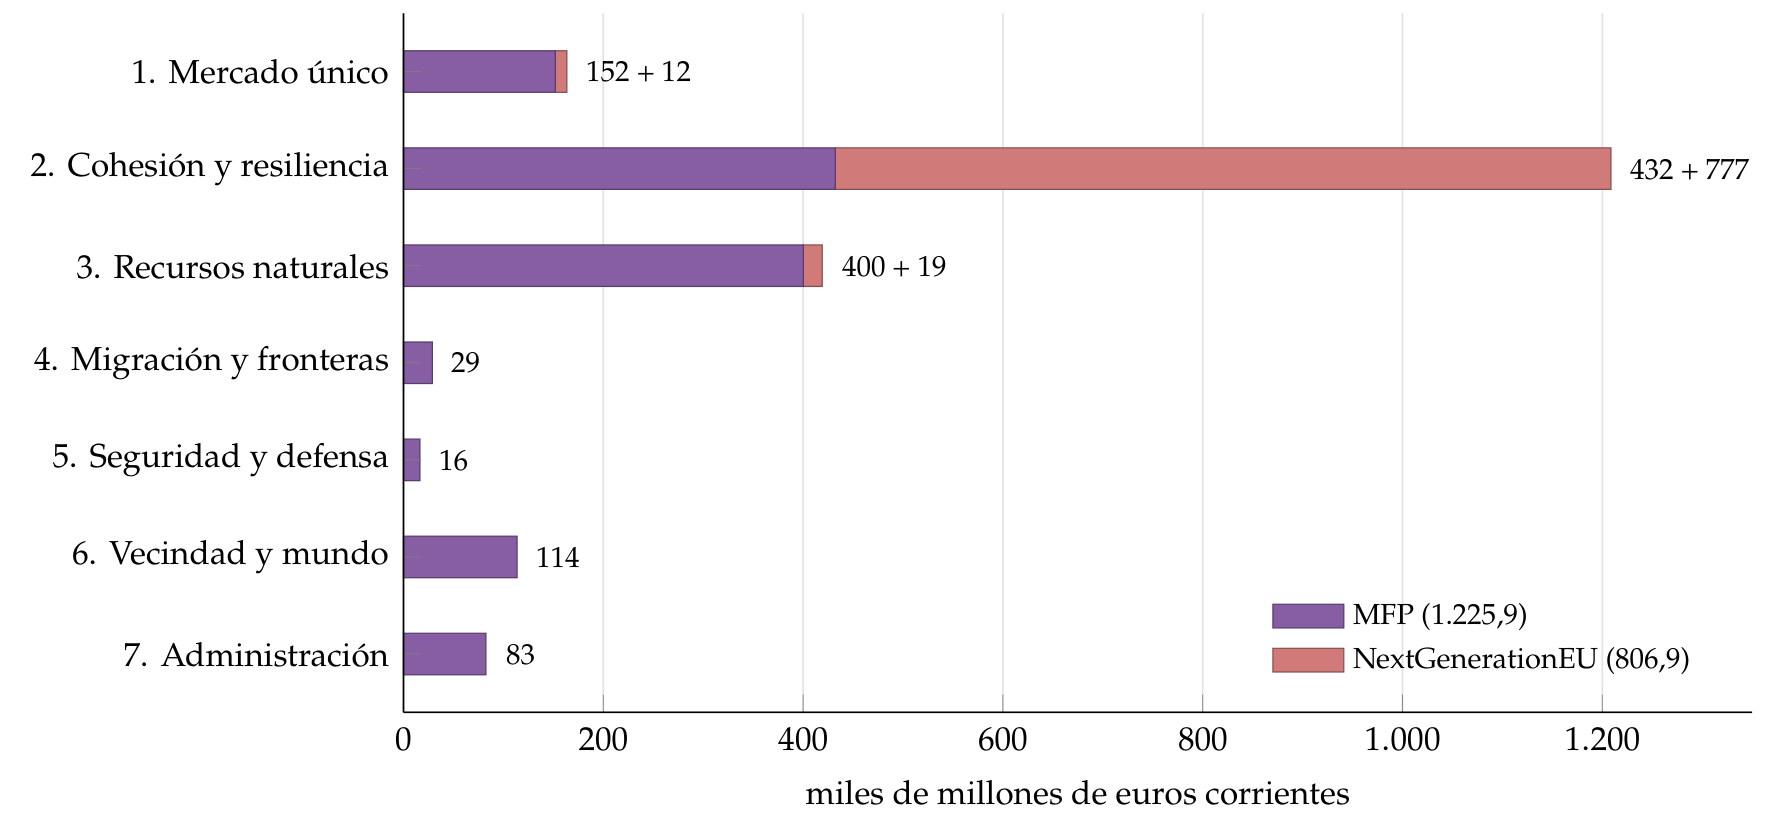 1. Mercado único 152 + 12
2. Cohesión y resiliencia 432 + 777
3. Recursos naturales 400 + 19
4. Migración y fronteras 29
5. Seguridad y defensa 16
6. Vecindad y mundo 114
7. Administración 83
MFP (1.225,9)
NextGenerationEU (806,9)
0 200 400 600 800 1.000 1.200
miles de millones de euros corrientes